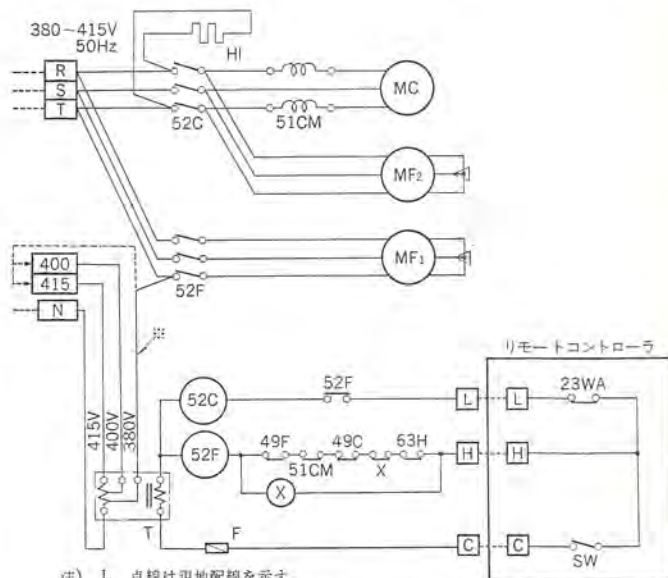 380~415V
50Hz
HI
R
S
T
52C
51CM
MC
MF₂
MF₁
52F
400
415
N
※
415V
400V
380V
T
F
52C
52F
L
52F
49F
51CM
49C
X
63H
X
H
C
リモートコントローラ
L
23WA
H
C
SW
注) 1. 点線は現地配線を示す。